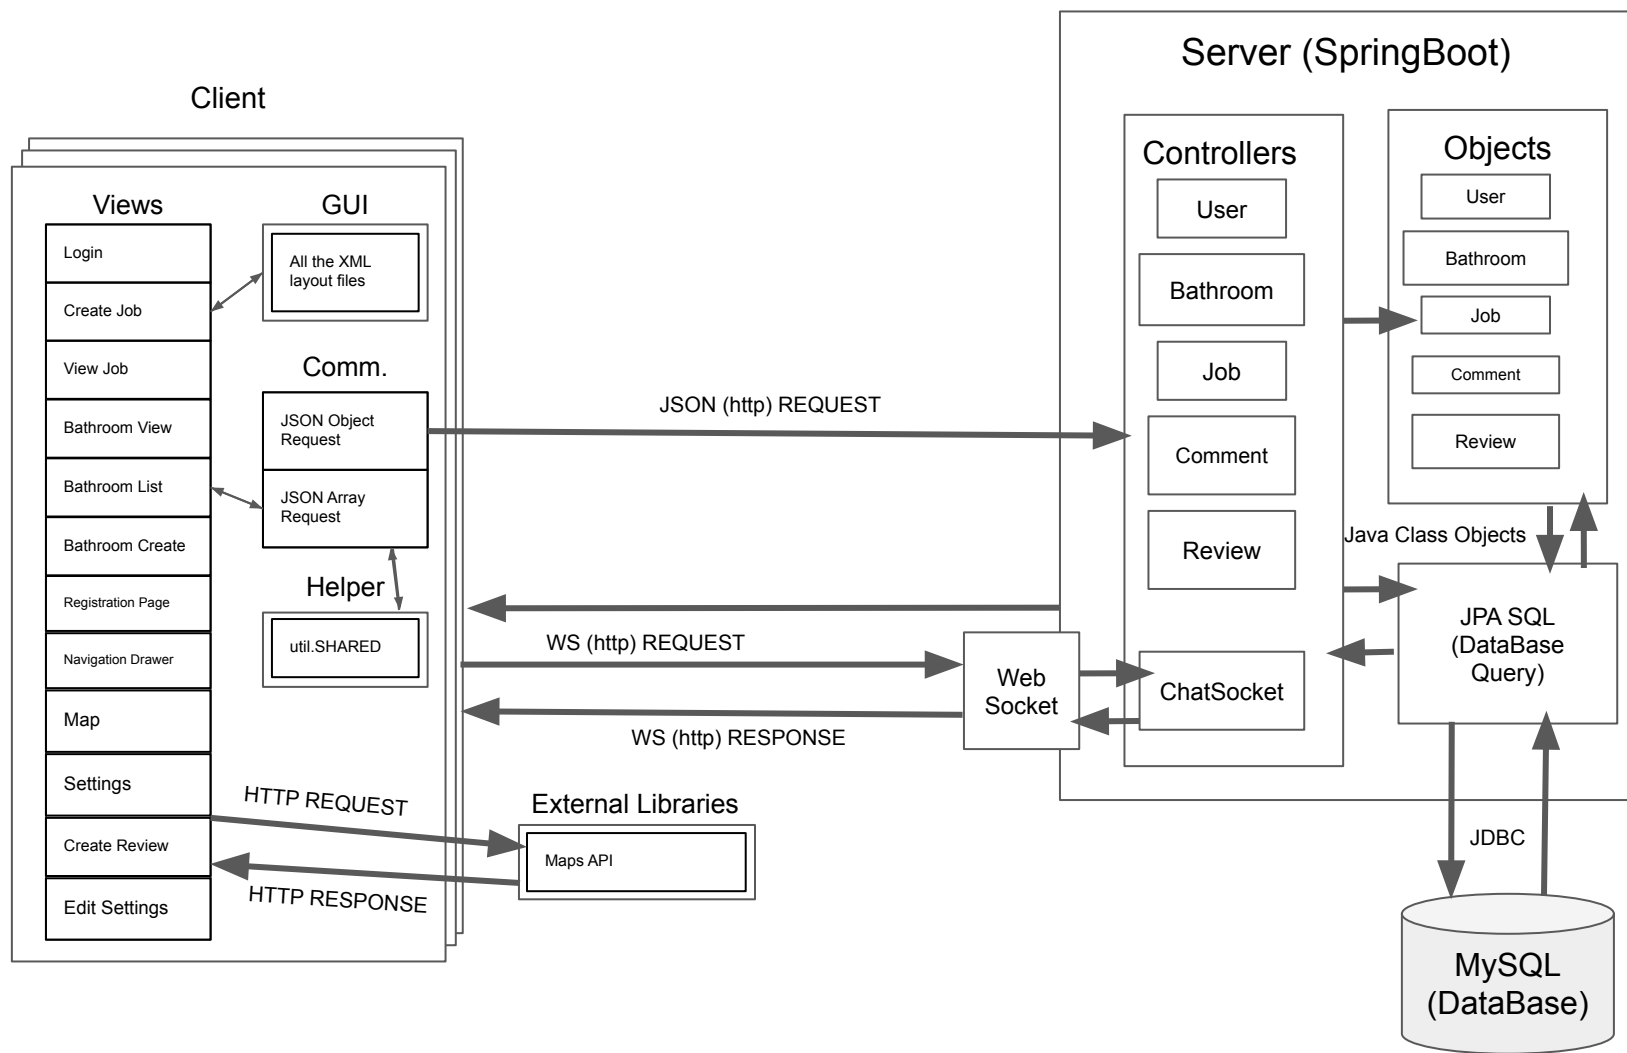 Client
Views
Login
Create Job
View Job
Bathroom View
Bathroom List
Bathroom Create
Registration Page
Navigation Drawer
Map
Settings
Create Review
Edit Settings
GUI
All the XML
layout files
Comm.
JSON Object
Request
JSON Array
Request
Helper
util.SHARED
HTTP REQUEST
HTTP RESPONSE
External Libraries
Maps API
JSON (http) REQUEST
WS (http) REQUEST
WS (http) RESPONSE
Web
Socket
Server (SpringBoot)
Controllers
User
Bathroom
Job
Comment
Review
ChatSocket
Objects
User
Bathroom
Job
Comment
Review
Java Class Objects
JPA SQL
(DataBase
Query)
JDBC
MySQL
(DataBase)